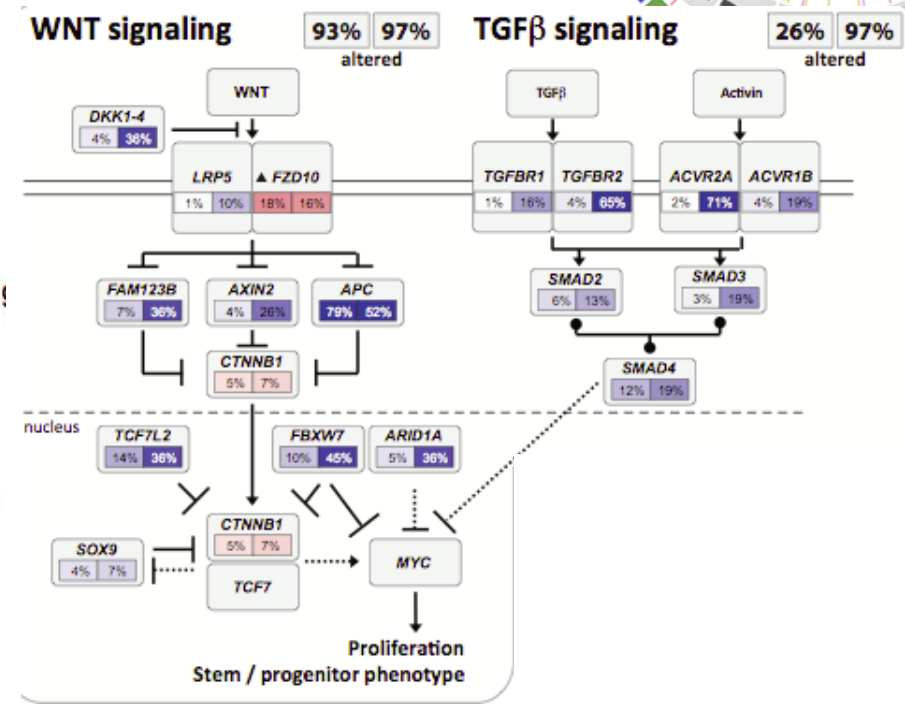 WNT signaling 93% 97% TGFβ signaling 26% 97%
altered altered
WNT TGFβ Activin
DKK1-4
4% 36%
LRP5 ▲ FZD10 TGFBR1 TGFBR2 ACVR2A ACVR1B
1% 10% 18% 16% 1% 16% 4% 65% 2% 71% 4% 19%
FAM123B AXIN2 APC SMAD2 SMAD3
7% 36% 4% 26% 79% 52% 6% 13% 3% 19%
CTNNB1 SMAD4
5% 7% 12% 19%
nucleus
TCF7L2 FBXW7 ARID1A
14% 36% 10% 45% 5% 36%
CTNNB1
5% 7%
SOX9 MYC
4% 7%
TCF7
Proliferation
Stem / progenitor phenotype